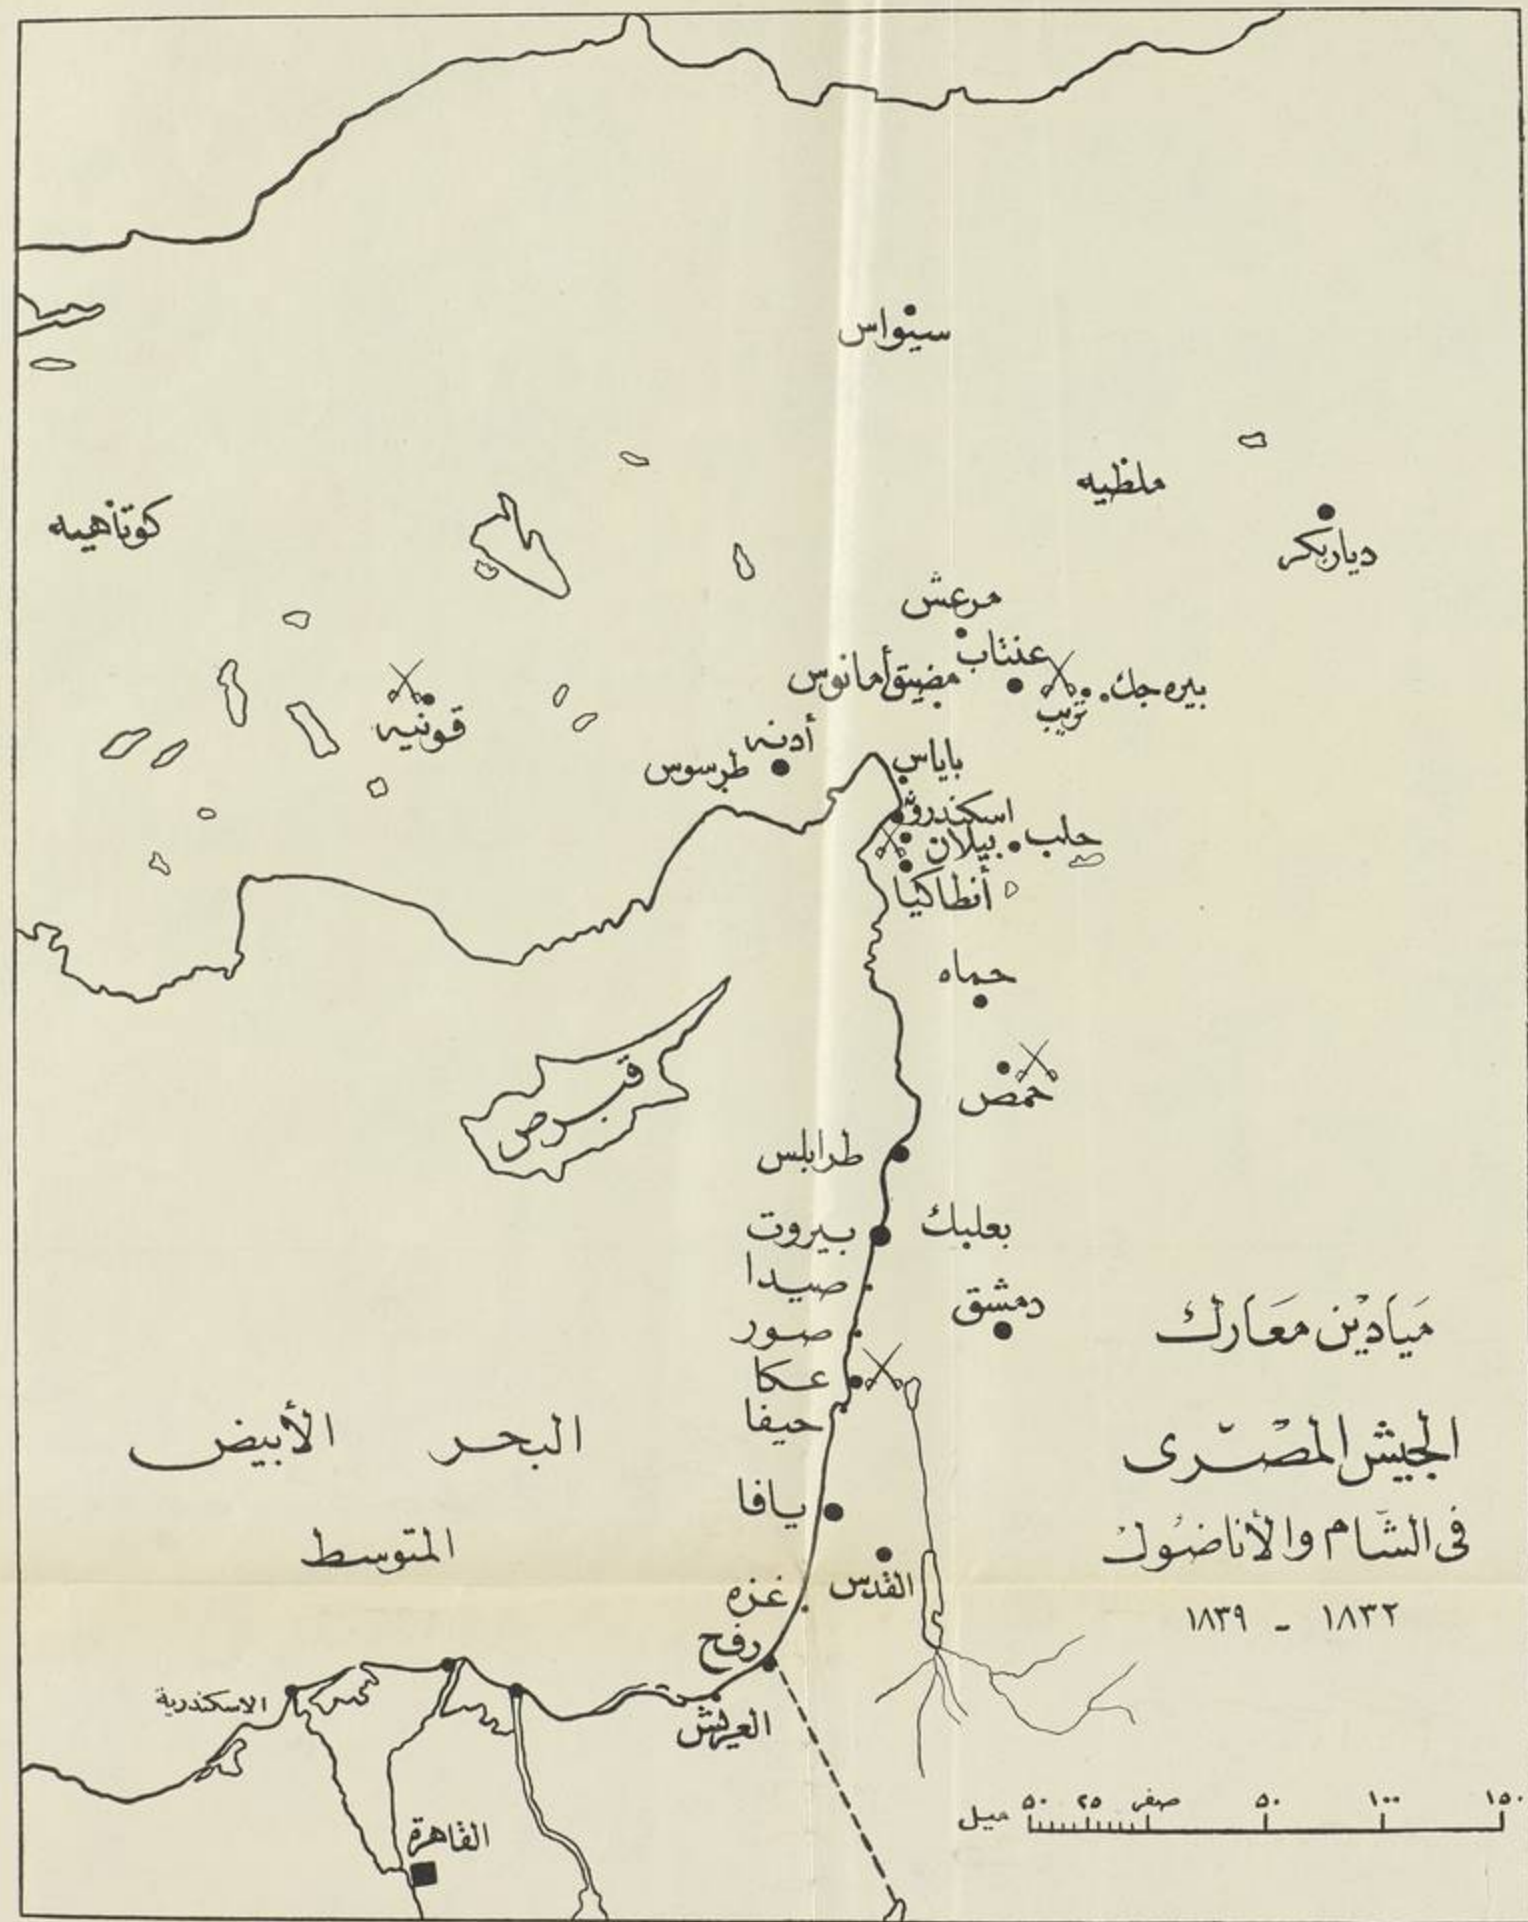 سيواس
ملطيه
كوتاهيه
دياربكر
مرعش
عنتاب
مضيق أمانوس
بيره جك
نزيب
قونيه
أدنه
طرسوس
باياس
اسكندرونه
بيلان
حلب
أنطاكيا
حماه
حمص
قبرص
طرابلس
بيروت
بعلبك
صيدا
دمشق
صور
عكا
حيفا
يافا
القدس
غزه
رفح
العريش
الاسكندرية
القاهرة
البحر الأبيض
المتوسط
ميادين معارك
الجيش المصرى
فى الشام والأناضول
١٨٣٢ - ١٨٣٩
ميل ٥٠ ٢٥ صفر ٥٠ ١٠٠ ١٥٠